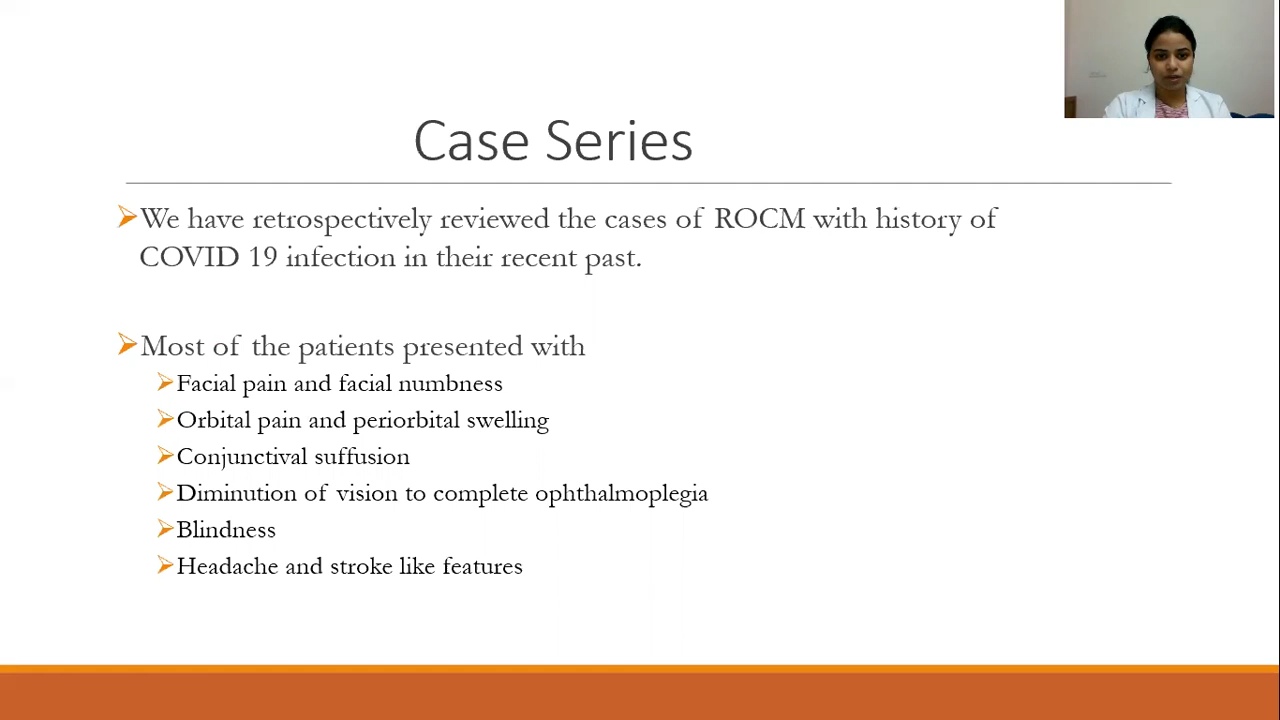 Case Series
We have retrospectively reviewed the cases of ROCM with history of
COVID 19 infection in their recent past.
Most of the patients presented with
Facial pain and facial numbness
Orbital pain and periorbital swelling
Conjunctival suffusion
Diminution of vision to complete ophthalmoplegia
Blindness
Headache and stroke like features